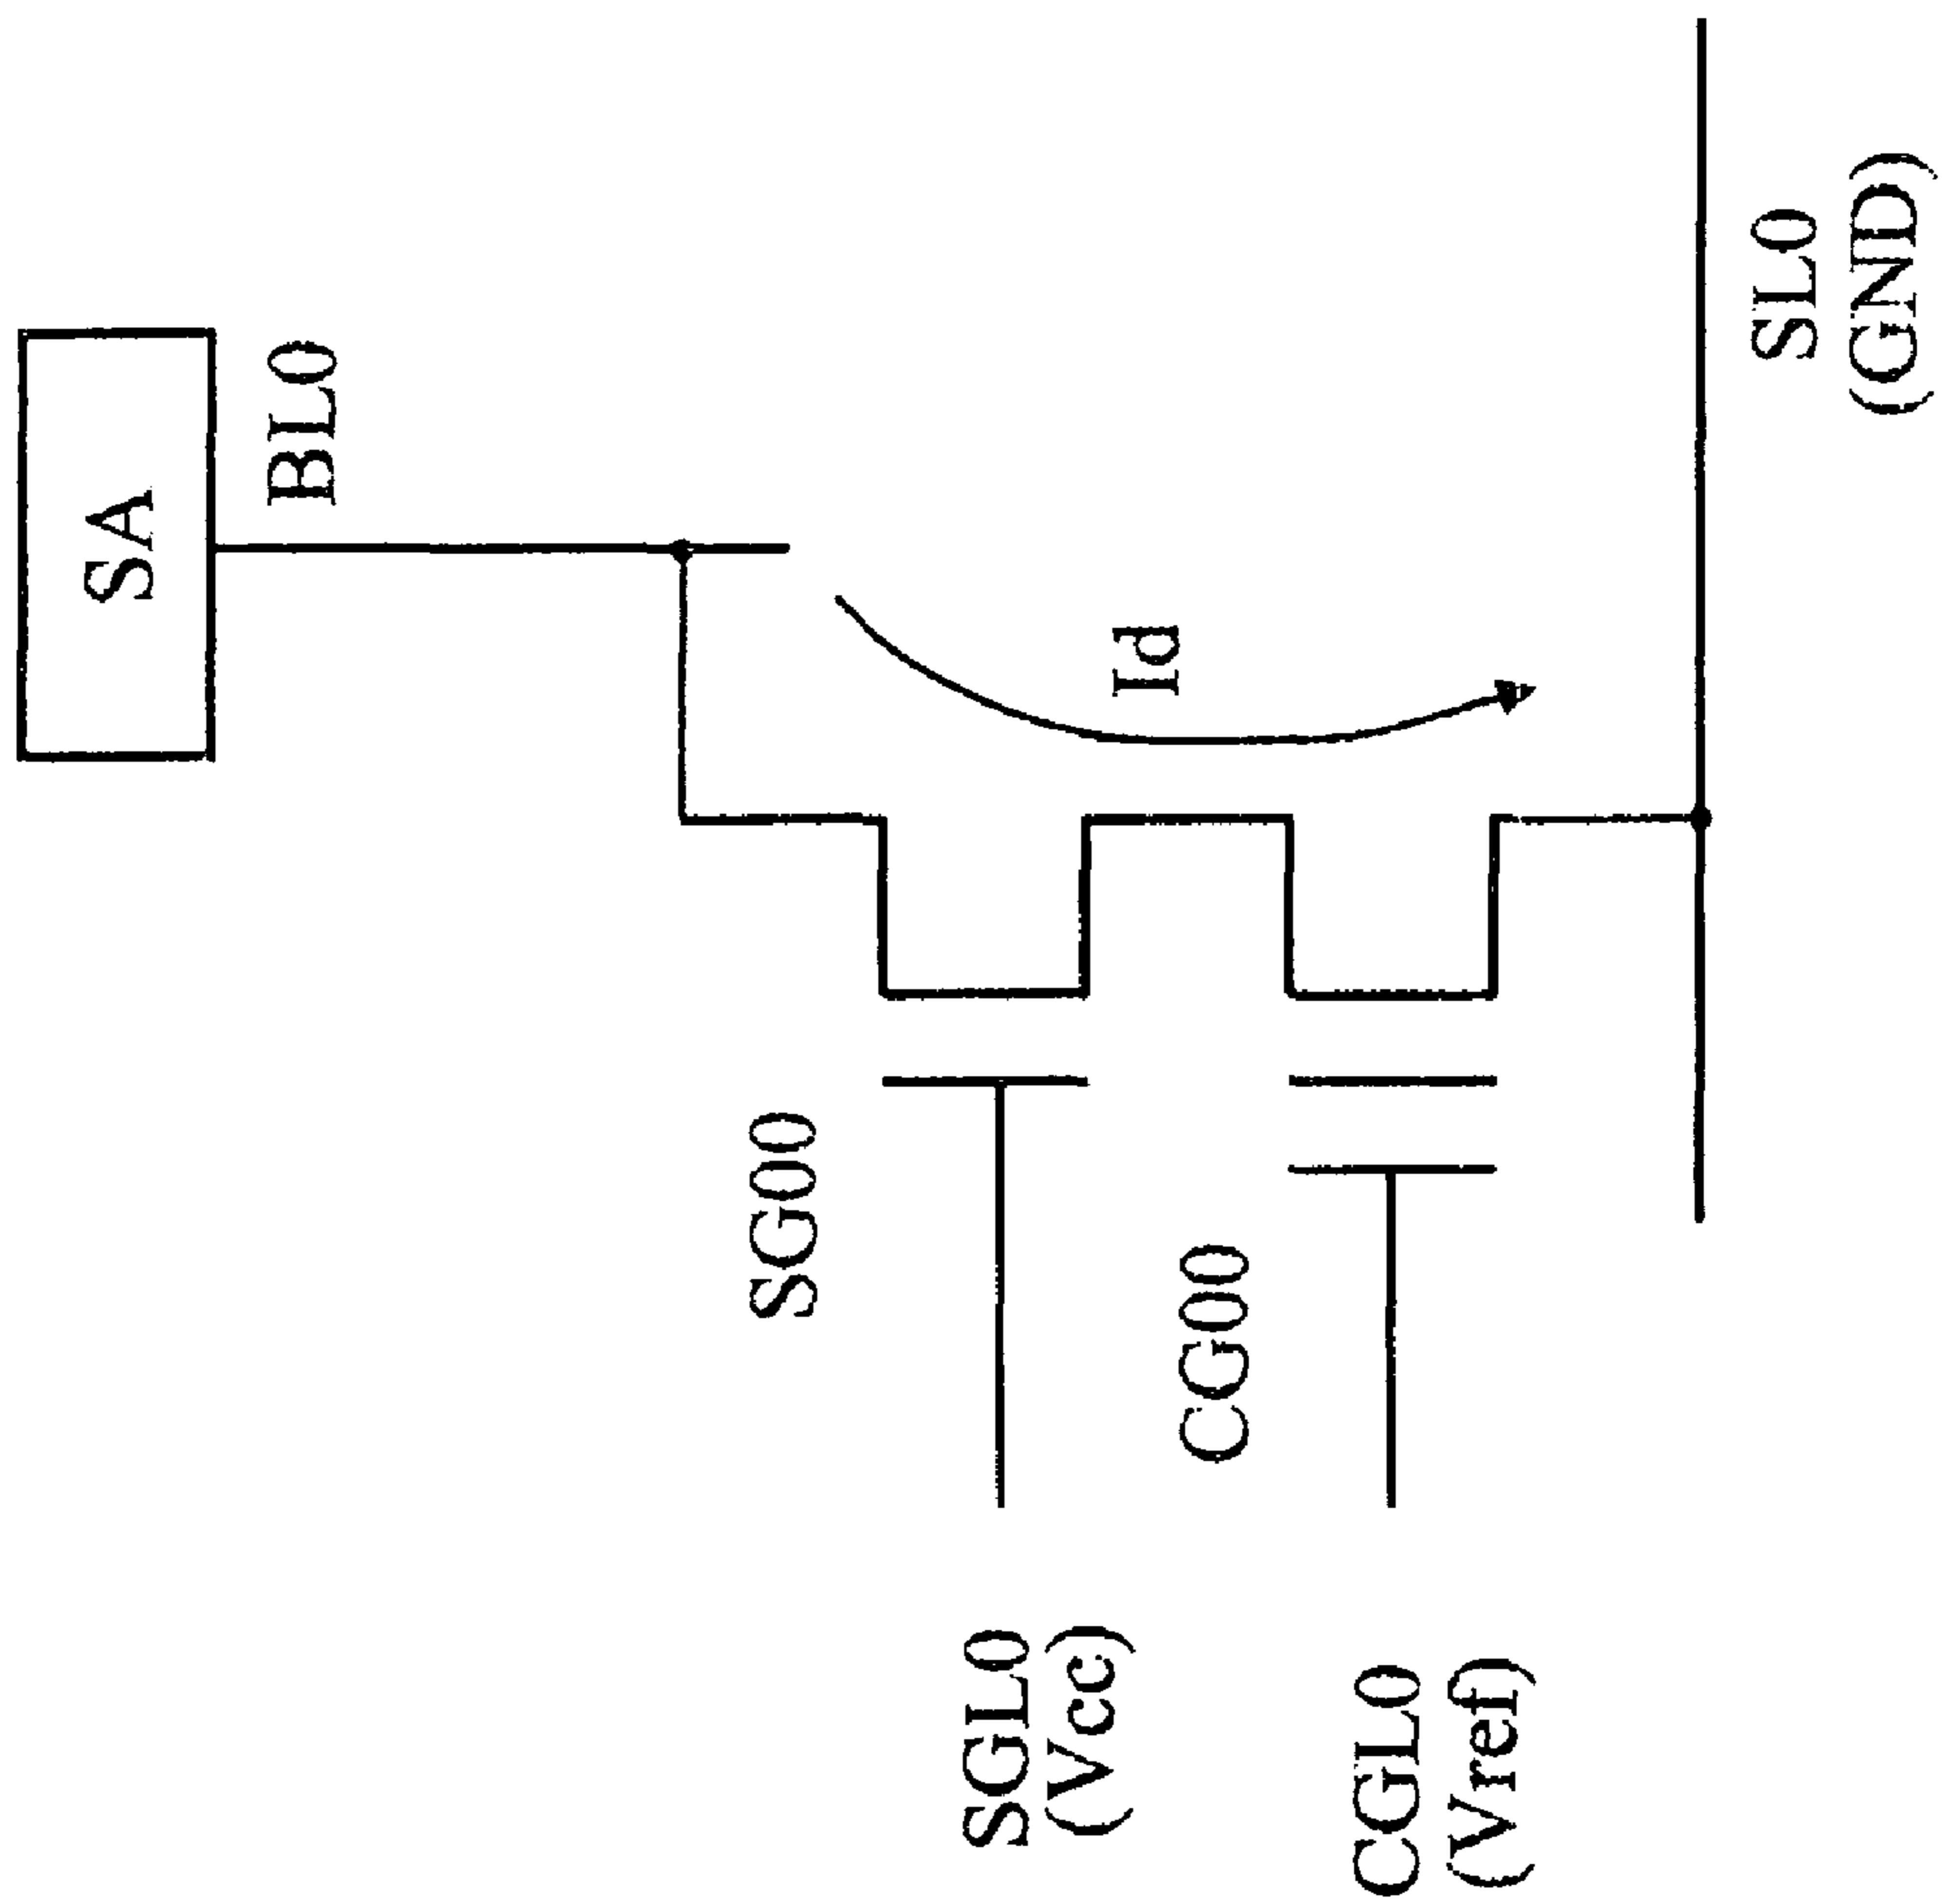 SA
BL0
SG00
Id
SGL0
(Vcc)
CG00
CGL0
(Vref)
SL0
(GND)